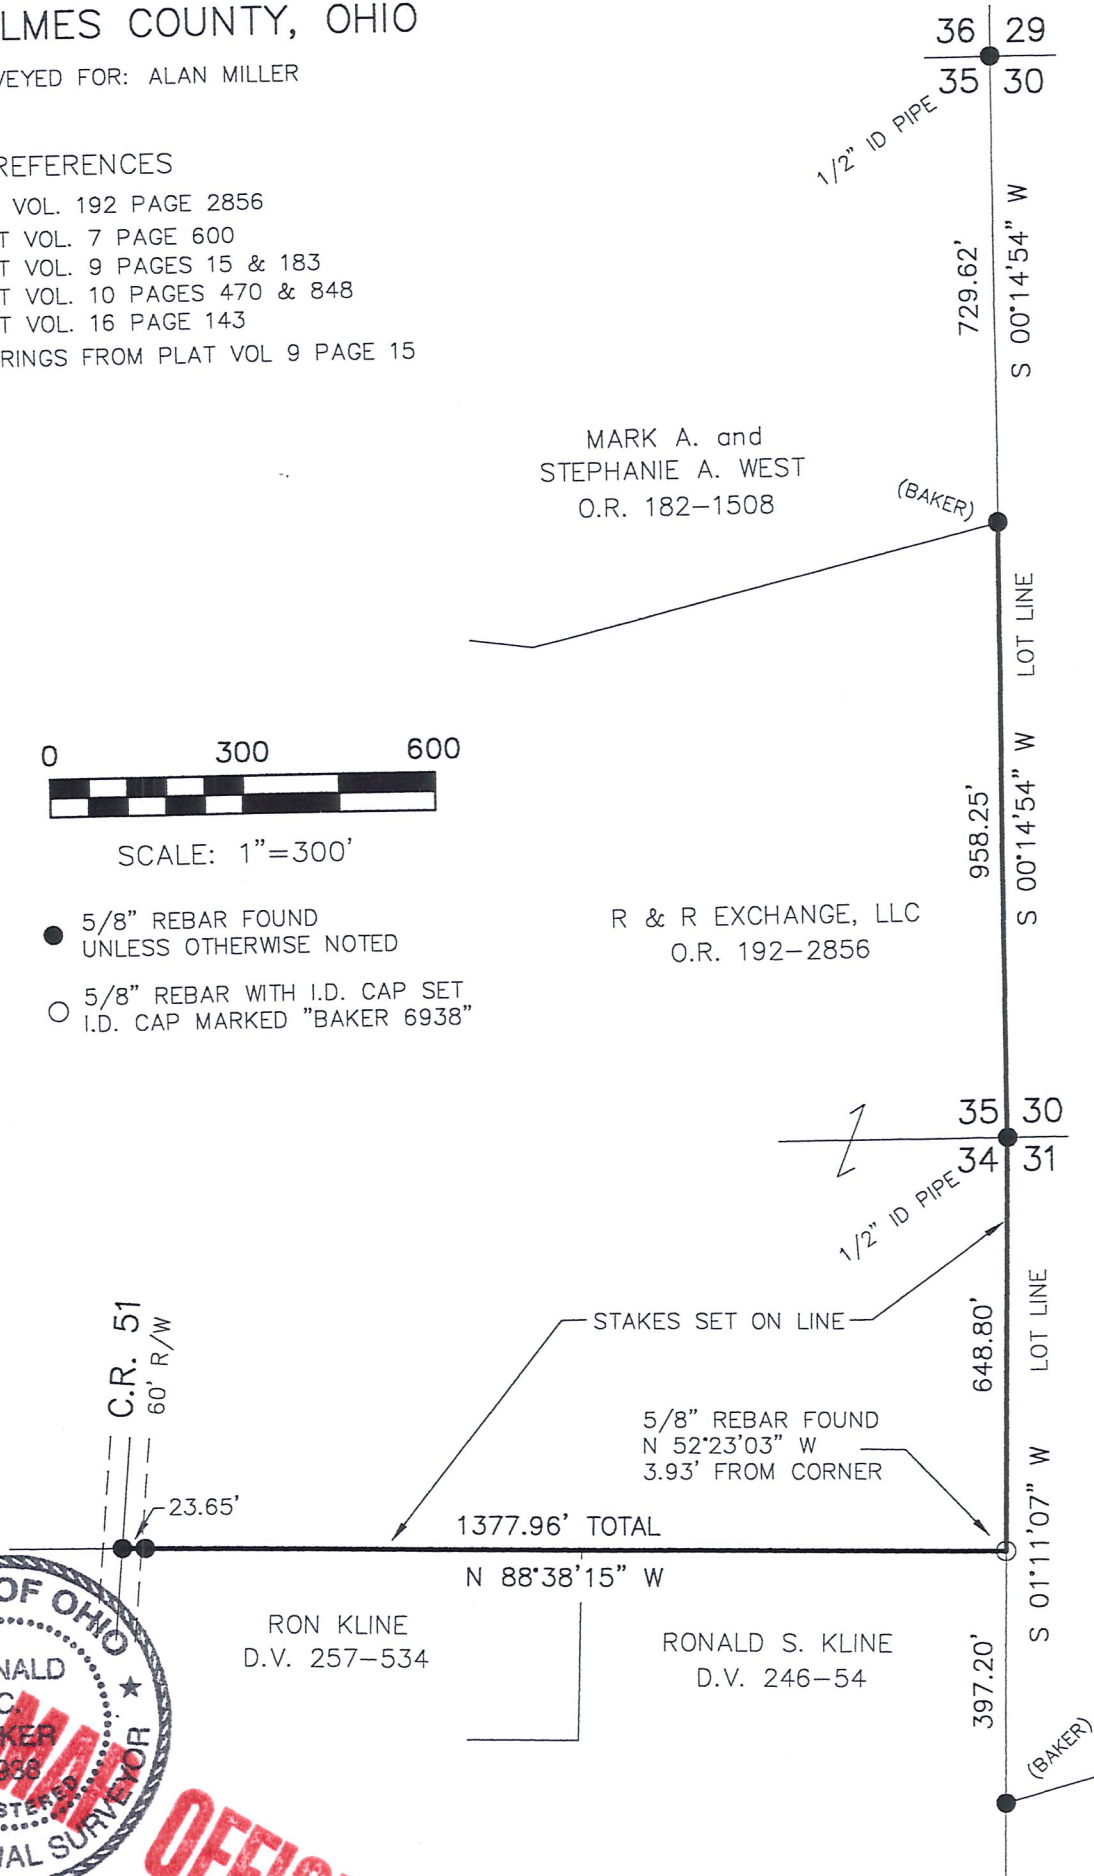 LMES COUNTY, OHIO
VEYED FOR: ALAN MILLER
REFERENCES
VOL. 192 PAGE 2856
T VOL. 7 PAGE 600
T VOL. 9 PAGES 15 & 183
T VOL. 10 PAGES 470 & 848
T VOL. 16 PAGE 143
RINGS FROM PLAT VOL 9 PAGE 15
36 29
35 30
1/2" ID PIPE
729.62'
S 00°14'54" W
MARK A. and
STEPHANIE A. WEST
O.R. 182-1508
(BAKER)
LOT LINE
0 300 600
SCALE: 1"=300'
958.25'
S 00°14'54" W
5/8" REBAR FOUND
UNLESS OTHERWISE NOTED
5/8" REBAR WITH I.D. CAP SET
I.D. CAP MARKED "BAKER 6938"
R & R EXCHANGE, LLC
O.R. 192-2856
35 30
34 31
1/2" ID PIPE
STAKES SET ON LINE
648.80'
LOT LINE
C.R. 51
60' R/W
5/8" REBAR FOUND
N 52°23'03" W
3.93' FROM CORNER
23.65'
1377.96' TOTAL
N 88°38'15" W
S 01°11'07" W
RON KLINE
D.V. 257-534
RONALD S. KLINE
D.V. 246-54
397.20'
(BAKER)
OF OHIO
NALD
C.
KER
938
STERED
NAL SURVEYOR